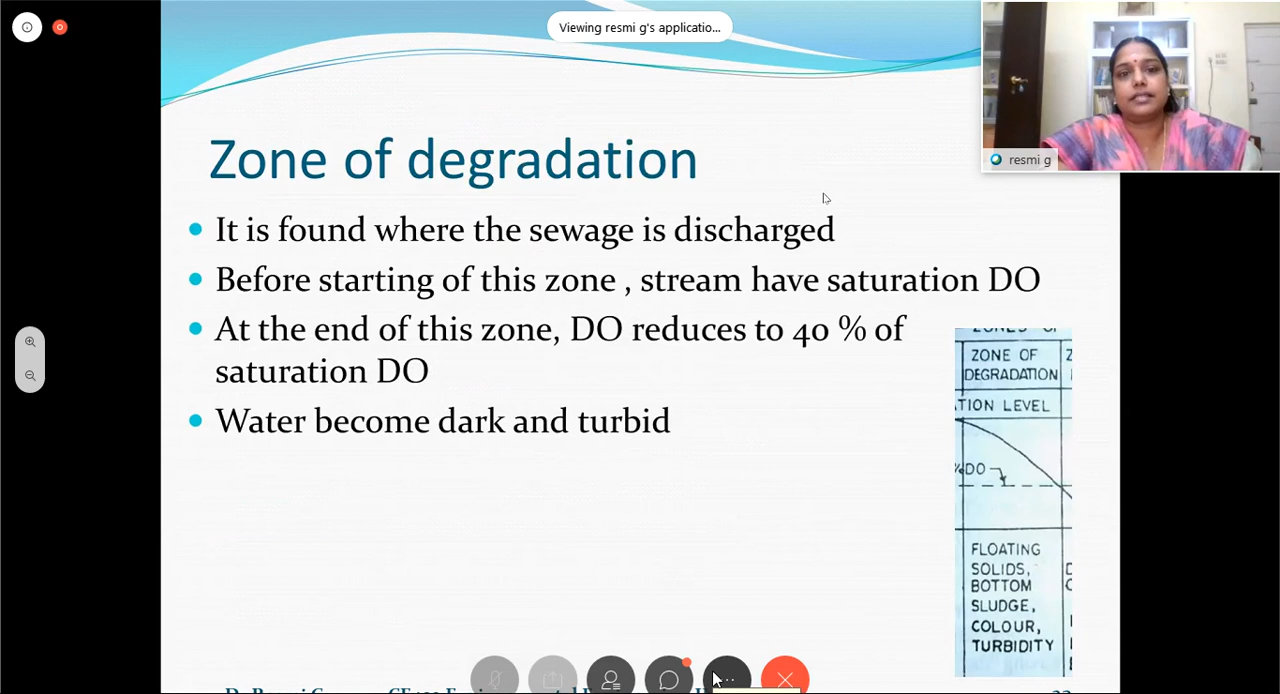 Viewing resmi g's applicatio...
resmi g
Zone of degradation
It is found where the sewage is discharged
Before starting of this zone , stream have saturation DO
At the end of this zone, DO reduces to 40 % of
saturation DO
Water become dark and turbid
ZONE OF
DEGRADATION
TION LEVEL
% DO
FLOATING
SOLIDS,
BOTTOM
SLUDGE,
COLOUR,
TURBIDITY